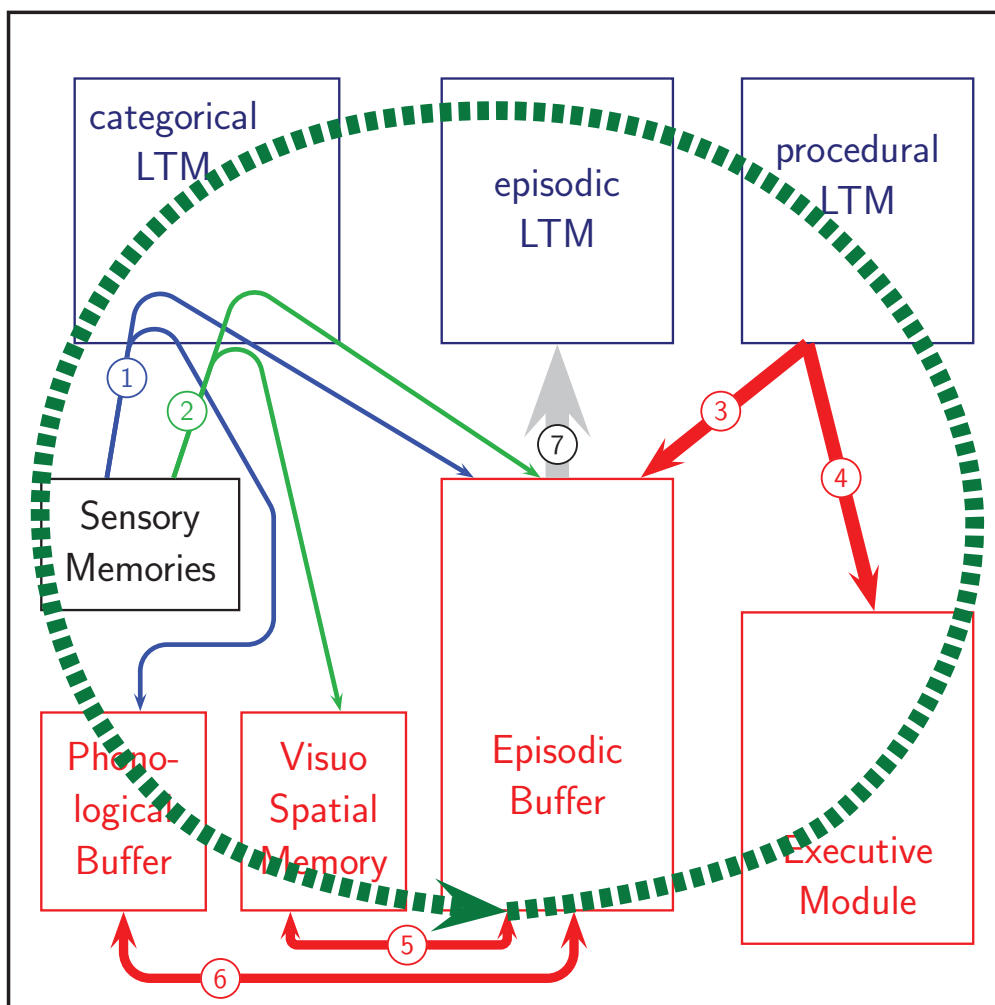 categorical
LTM
episodic
LTM
procedural
LTM
1
2
3
4
7
Sensory
Memories
Phono-
logical
Buffer
Visuo
Spatial
Memory
Episodic
Buffer
Executive
Module
5
6